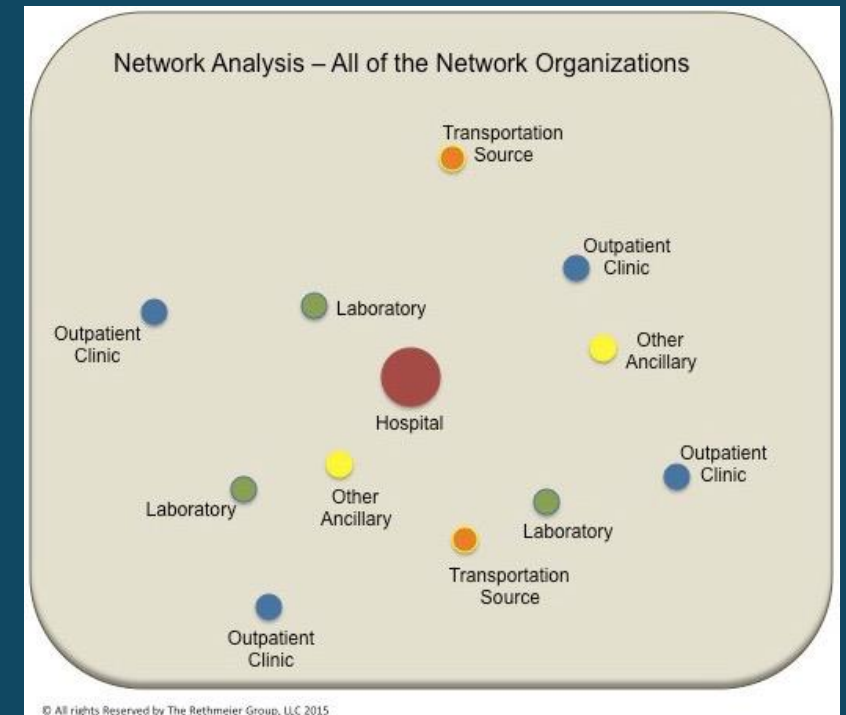 Network Analysis – All of the Network Organizations
Transportation
Source
Outpatient
Clinic
Laboratory
Outpatient
Clinic
Other
Ancillary
Hospital
Outpatient
Clinic
Laboratory
Other
Ancillary
Laboratory
Transportation
Source
Outpatient
Clinic
© All rights Reserved by The Rethmeier Group, LLC 2015